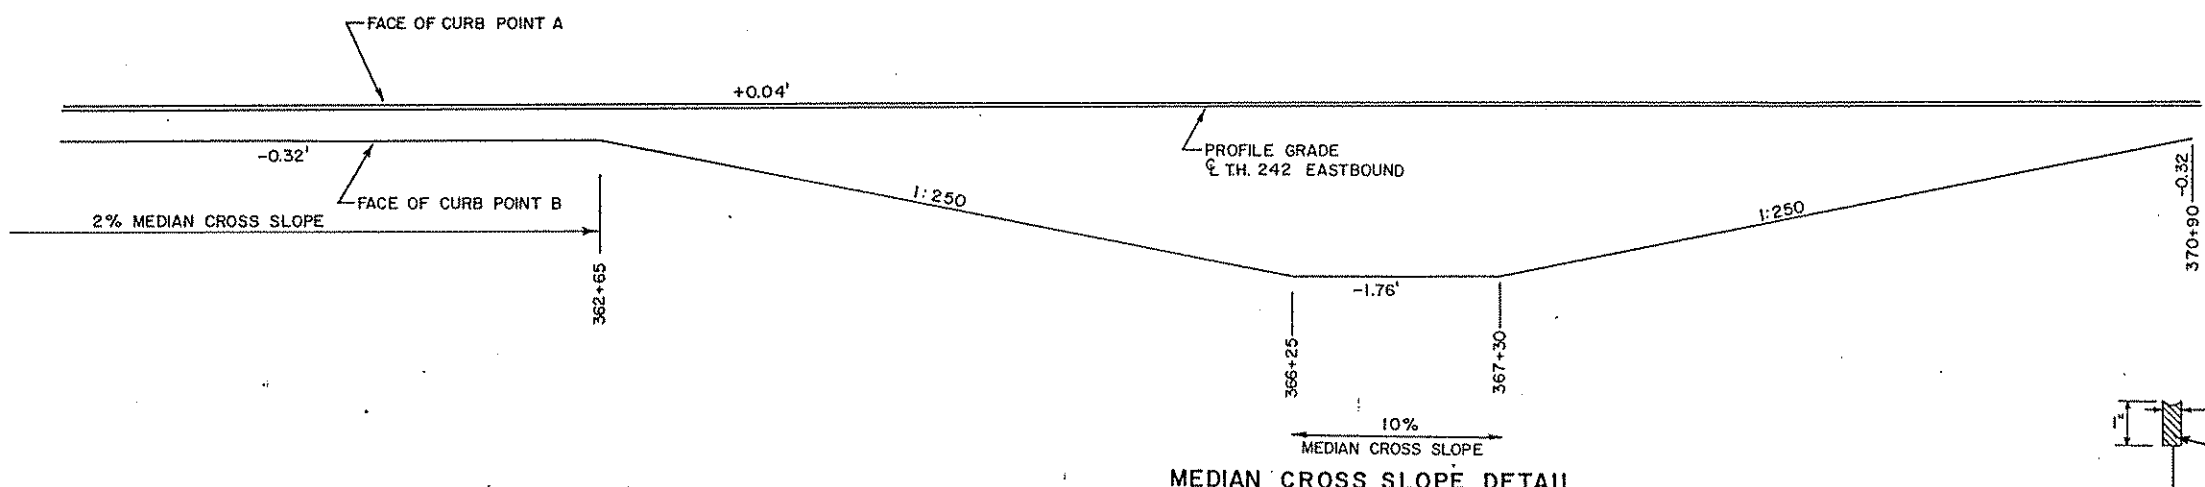 FACE OF CURB POINT A
+0.04'
-0.32'
PROFILE GRADE
℄ T.H. 242 EASTBOUND
FACE OF CURB POINT B
2% MEDIAN CROSS SLOPE
1:250
1:250
-0.32
370+90
362+65
-1.76'
366+25
367+30
10%
MEDIAN CROSS SLOPE
1"
MEDIAN CROSS SLOPE DETAIL